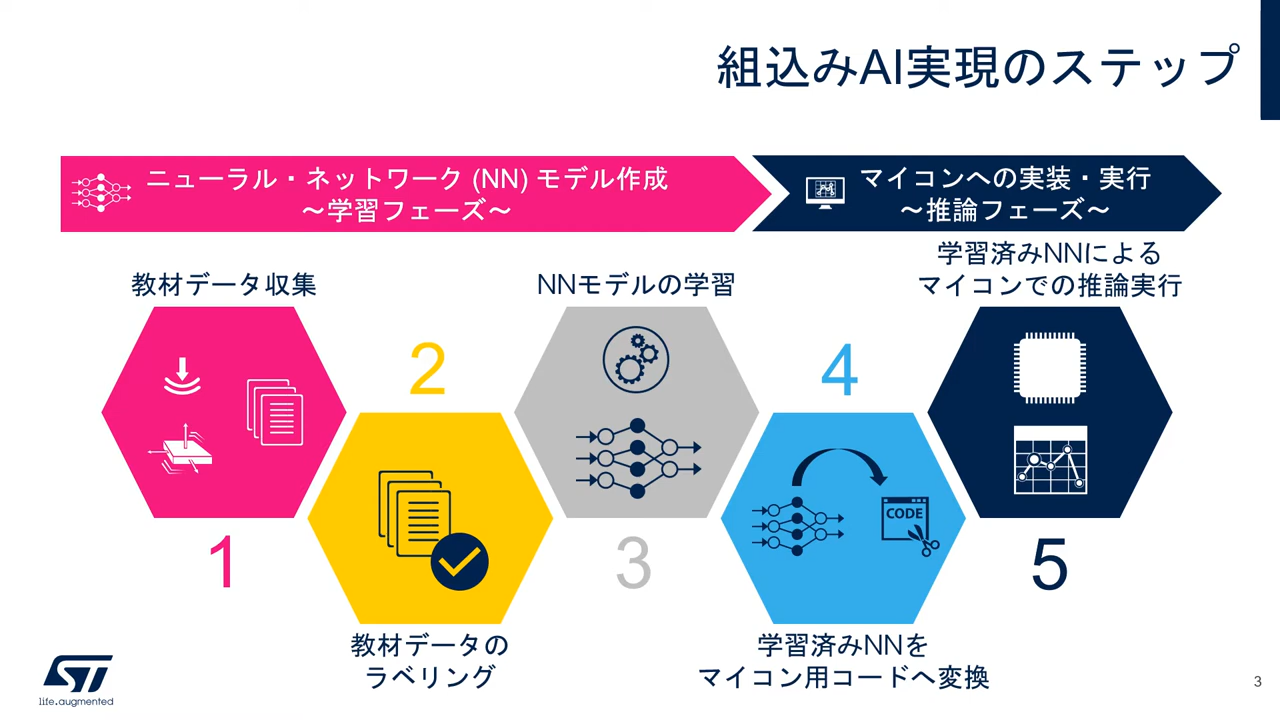 組込みAI実現のステップ
ニューラル・ネットワーク (NN) モデル作成
～学習フェーズ～
マイコンへの実装・実行
～推論フェーズ～
教材データ収集
1
2
教材データの
ラベリング
NNモデルの学習
3
4
CODE
学習済みNNを
マイコン用コードへ変換
学習済みNNによる
マイコンでの推論実行
5
ST
life.augmented
3